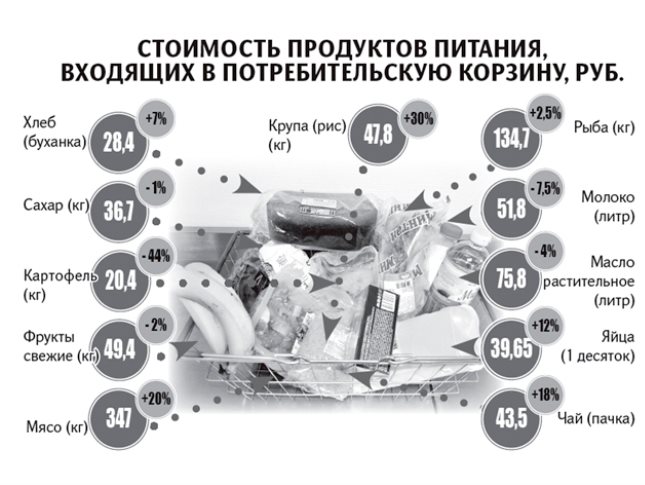 СТОИМОСТЬ ПРОДУКТОВ ПИТАНИЯ,
ВХОДЯЩИХ В ПОТРЕБИТЕЛЬСКУЮ КОРЗИНУ, РУБ.
Хлеб
(буханка)
28,4
+7%
Сахар (кг)
36,7
- 1%
Картофель
(кг)
20,4
- 44%
Фрукты
свежие (кг)
49,4
- 2%
Мясо (кг)
347
+20%
Крупа (рис)
(кг)
47,8
+30%
Рыба (кг)
134,7
+2,5%
Молоко
(литр)
51,8
- 7,5%
Масло
растительное
(литр)
75,8
- 4%
Яйца
(1 десяток)
39,65
+12%
Чай (пачка)
43,5
+18%